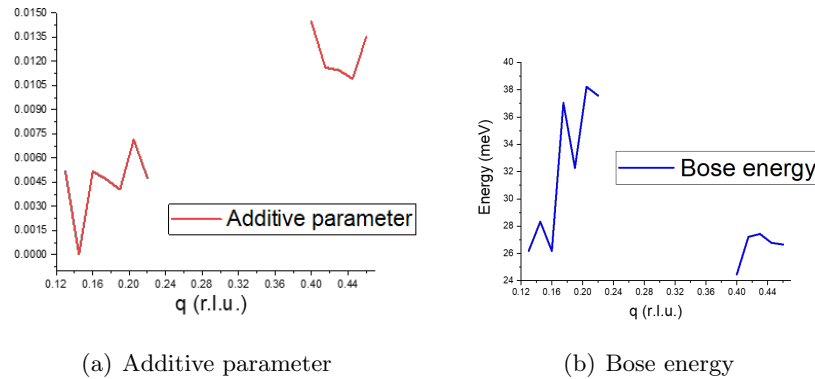 0.0150
0.0135
0.0120
0.0105
0.0090
0.0075
0.0060
0.0045
0.0030
0.0015
0.0000
Additive parameter
0.12 0.16 0.20 0.24 0.28 0.32 0.36 0.40 0.44
q (r.l.u.)
(a) Additive parameter
40
38
36
34
32
30
28
26
24
Energy (meV)
Bose energy
0.12 0.16 0.20 0.24 0.28 0.32 0.36 0.40 0.44
q (r.l.u.)
(b) Bose energy